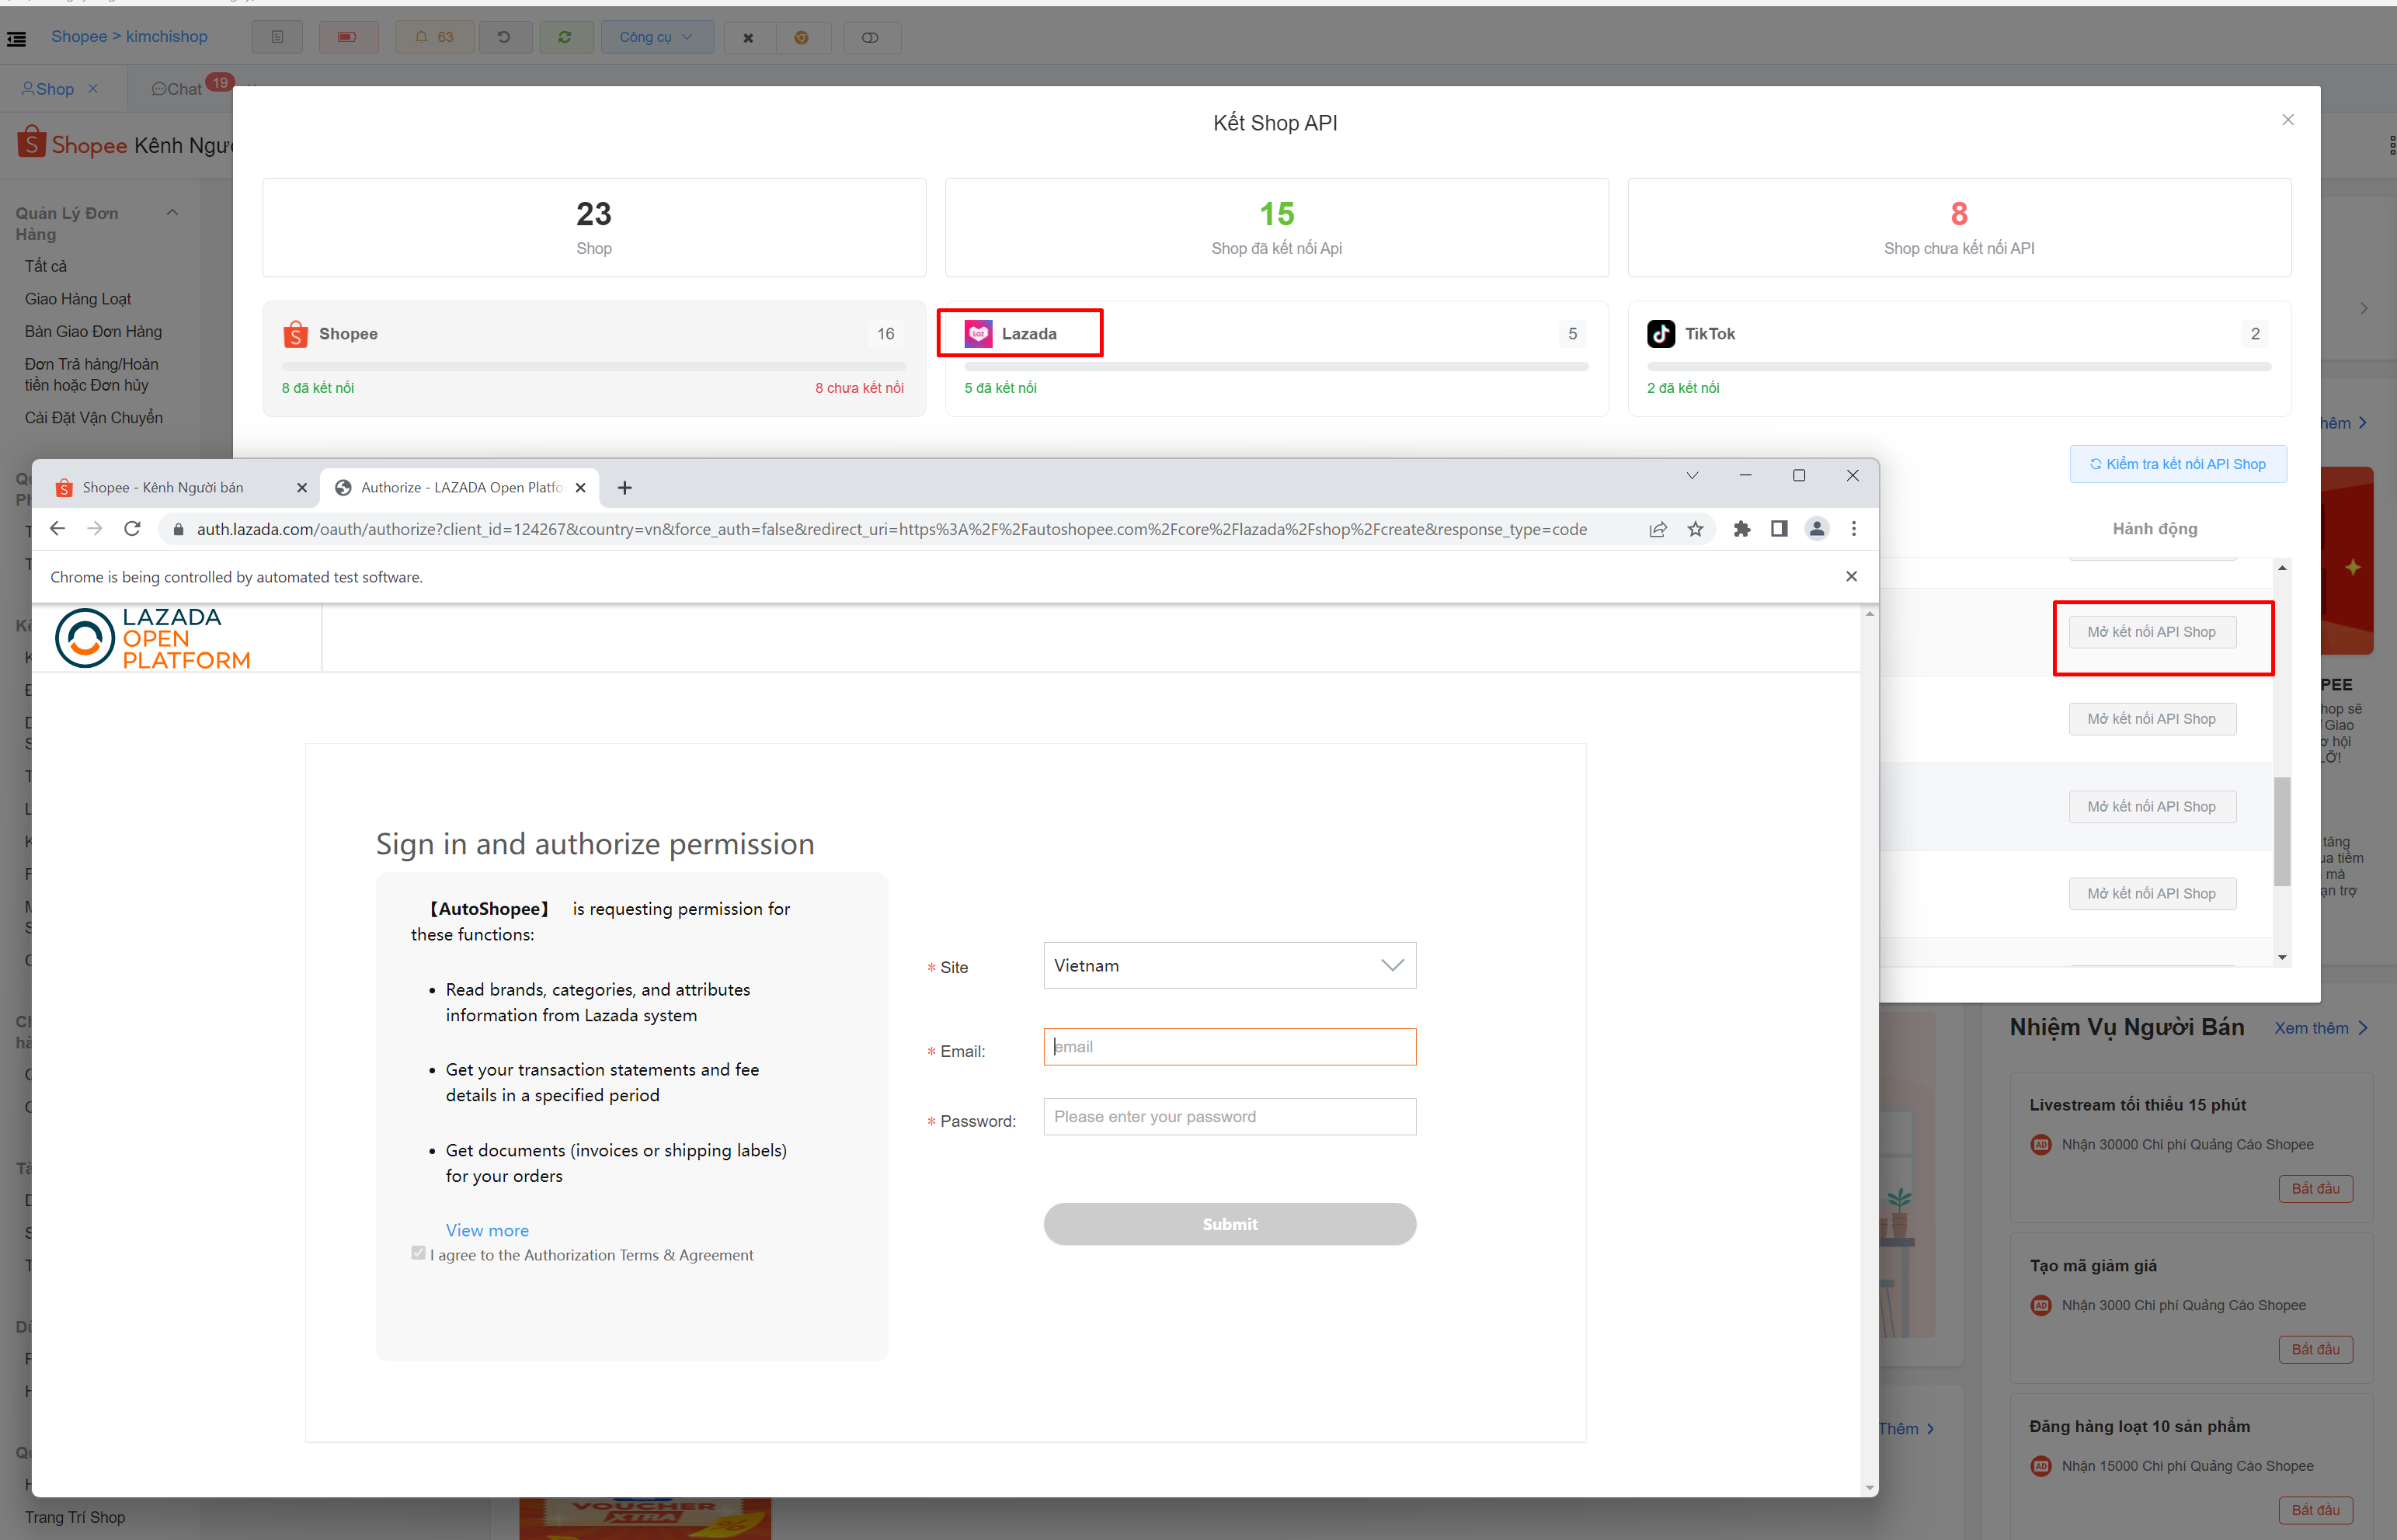 Shopee > kimchishop
63
Công cụ
Shop
Chat
19
Shopee Kênh
Kết Shop API
23
Shop
15
Shop đã kết nối Api
8
Shop chưa kết nối API
Quản Lý Đơn
Hàng
Tất cả
Giao Hàng Loạt
Bàn Giao Đơn Hàng
Đơn Trả hàng/Hoàn
tiền hoặc Đơn hủy
Cài Đặt Vận Chuyển
Shopee
16
8 đã kết nối
8 chưa kết nối
Lazada
5
5 đã kết nối
TikTok
2
2 đã kết nối
Kiểm tra kết nối API Shop
Hành động
Mở kết nối API Shop
Mở kết nối API Shop
Mở kết nối API Shop
Mở kết nối API Shop
Shopee - Kênh Người bán
Authorize - LAZADA Open Platfo
auth.lazada.com/oauth/authorize?client_id=124267&country=vn&force_auth=false&redirect_uri=https%3A%2F%2Fautoshopee.com%2Fcore%2Flazada%2Fshop%2Fcreate&response_type=code
Chrome is being controlled by automated test software.
LAZADA
OPEN
PLATFORM
Sign in and authorize permission
【AutoShopee】 is requesting permission for
these functions:
• Read brands, categories, and attributes
information from Lazada system
• Get your transaction statements and fee
details in a specified period
• Get documents (invoices or shipping labels)
for your orders
View more
I agree to the Authorization Terms & Agreement
* Site
Vietnam
* Email:
email
* Password:
Please enter your password
Submit
hop sẽ
Giao
hội
tăng
tiềm
mà
trợ
Nhiệm Vụ Người Bán
Xem thêm
Livestream tối thiểu 15 phút
AD Nhận 30000 Chi phí Quảng Cáo Shopee
Bắt đầu
Tạo mã giảm giá
AD Nhận 3000 Chi phí Quảng Cáo Shopee
Bắt đầu
Thêm
Đăng hàng loạt 10 sản phẩm
AD Nhận 15000 Chi phí Quảng Cáo Shopee
Bắt đầu
Trang Trí Shop
VOUCHER
XTRA